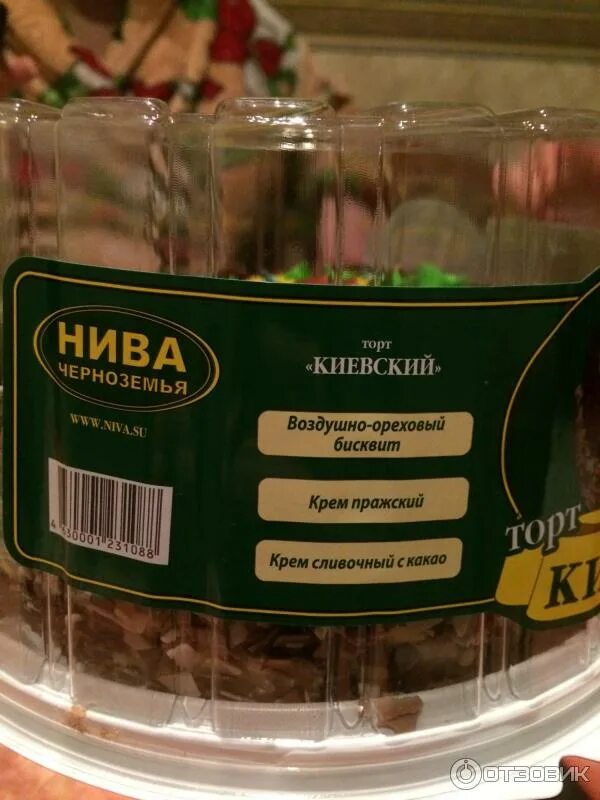 НИВА
ЧЕРНОЗЕМЬЯ
WWW.NIVA.SU
торт
«КИЕВСКИЙ»
Воздушно-ореховый
бисквит
Крем пражский
Крем сливочный с какао
4 630001 231088
торт
КИ
ОТЗОВИК